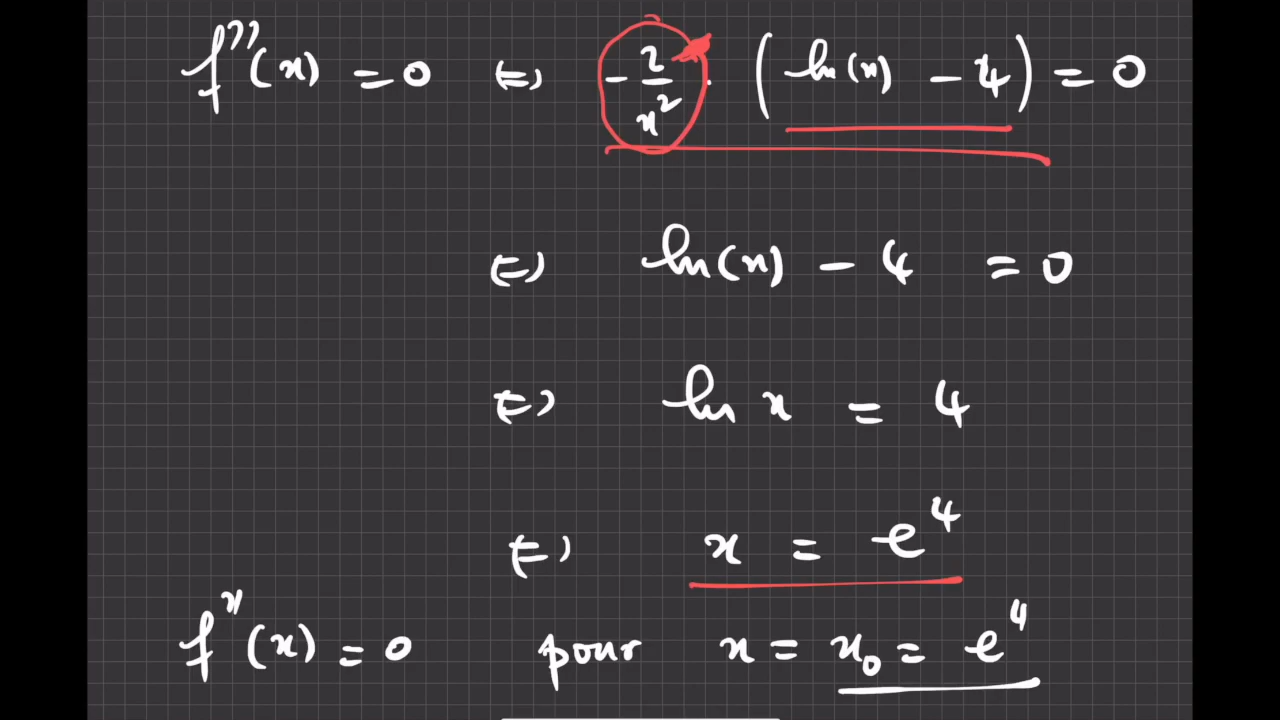 f''(x) = 0 ⇔ -2/x² · (ln(x) - 4) = 0
⇔ ln(x) - 4 = 0
⇔ ln x = 4
⇔ x = e⁴
f''(x) = 0 pour x = x₀ = e⁴